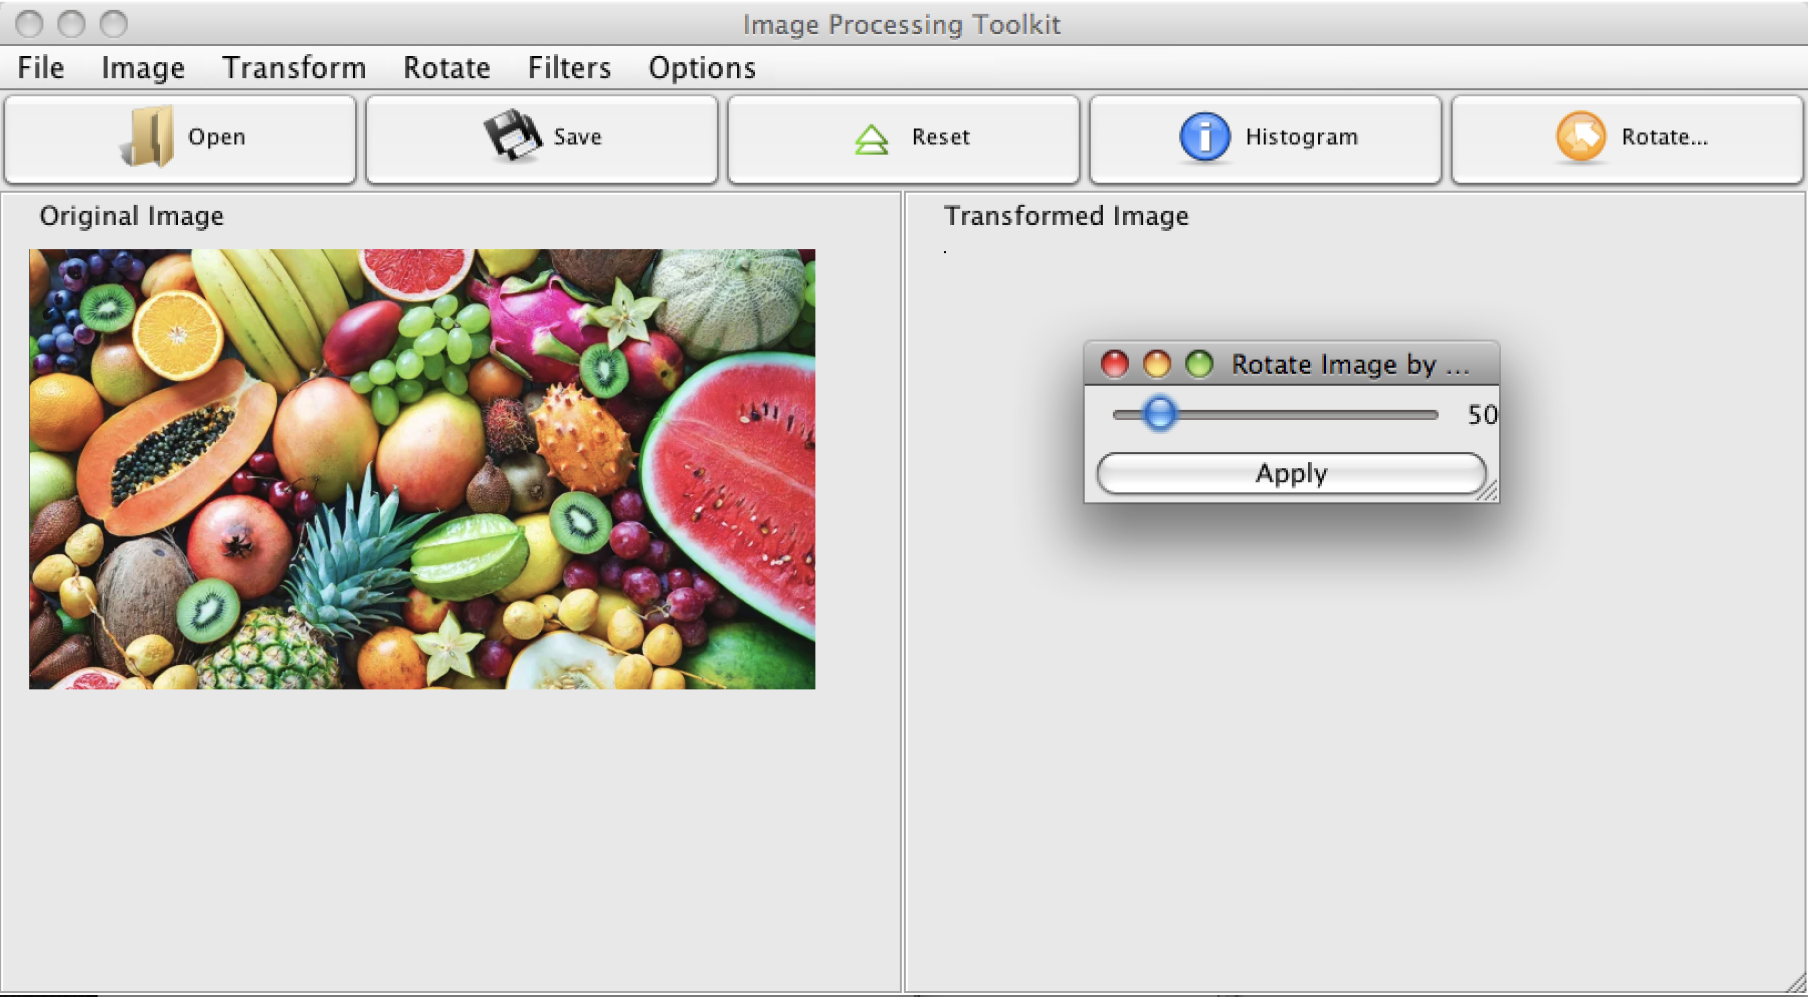 Image Processing Toolkit
File Image Transform Rotate Filters Options
Open Save Reset Histogram Rotate...
Original Image
Transformed Image
Rotate Image by ...
50
Apply